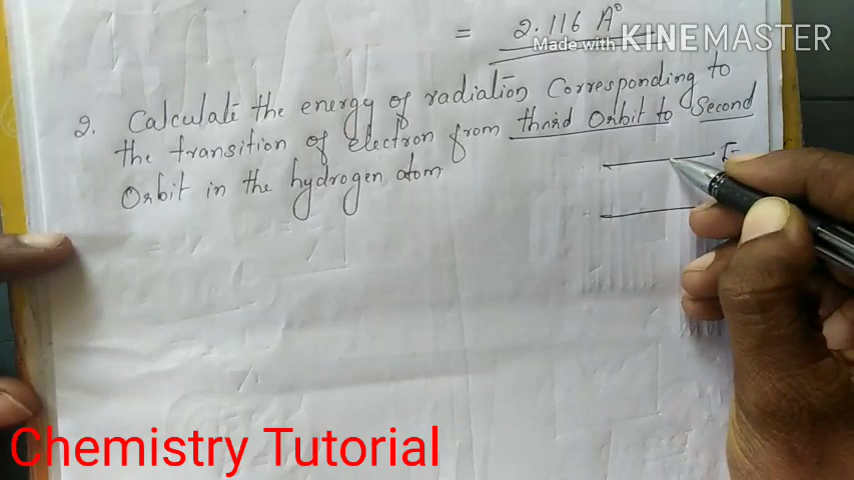 = 2.116 A°
Made with KINEMASTER
2. Calculate the energy of radiation Corresponding to
the transition of electron from third Orbit to Second
Orbit in the hydrogen atom
Chemistry Tutorial